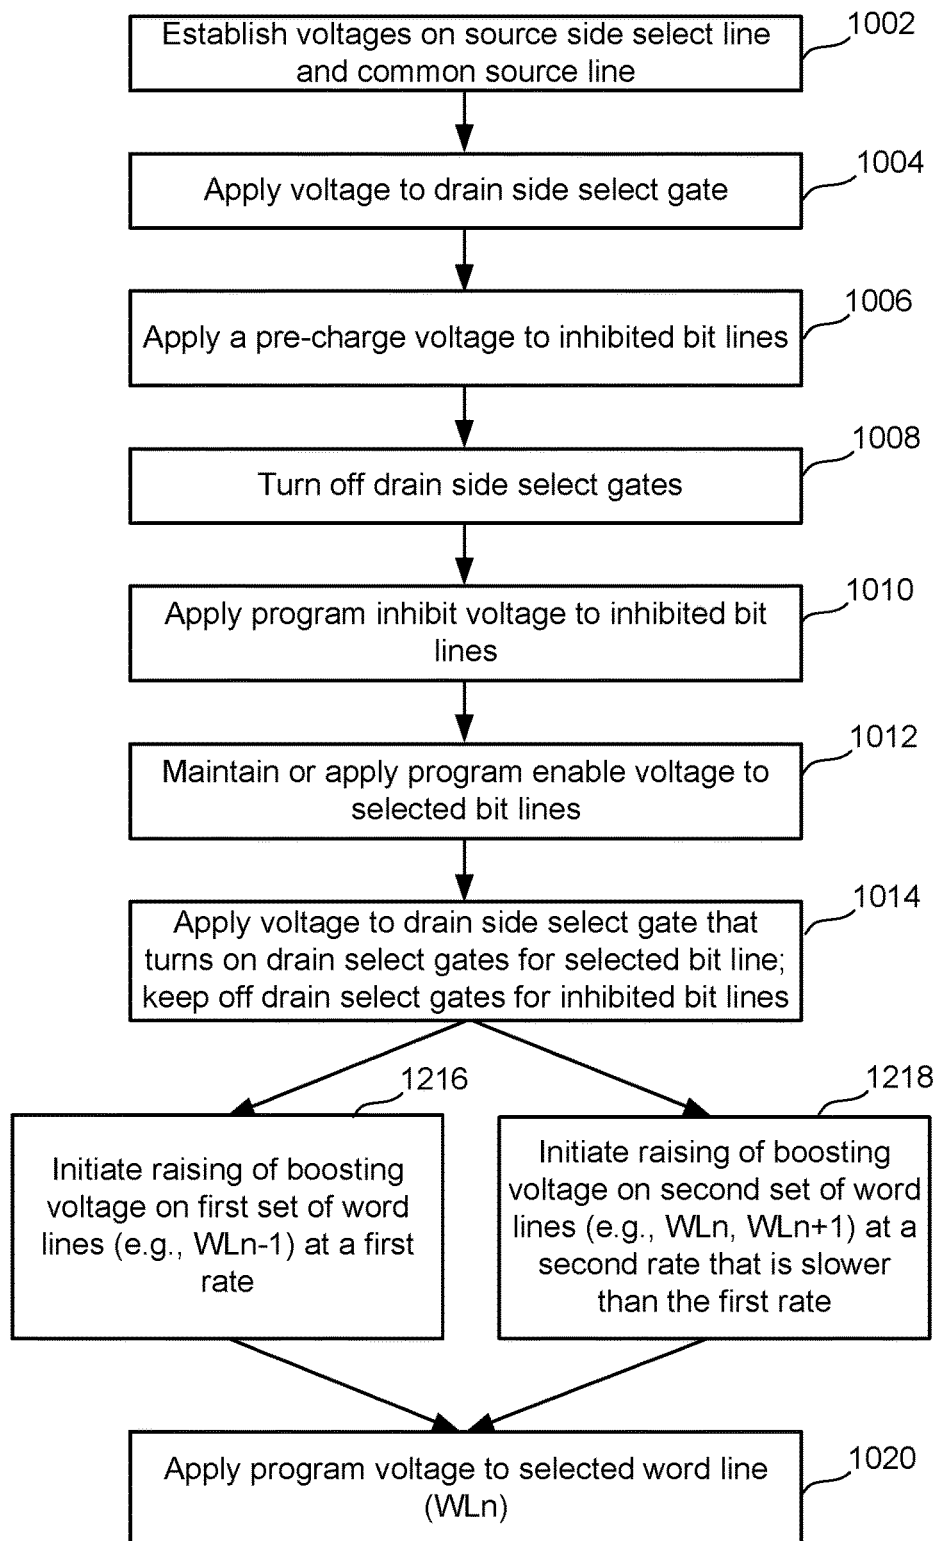 Establish voltages on source side select line
and common source line
1002
Apply voltage to drain side select gate
1004
Apply a pre-charge voltage to inhibited bit lines
1006
Turn off drain side select gates
1008
Apply program inhibit voltage to inhibited bit
lines
1010
Maintain or apply program enable voltage to
selected bit lines
1012
Apply voltage to drain side select gate that
turns on drain select gates for selected bit line;
keep off drain select gates for inhibited bit lines
1014
1216
Initiate raising of boosting
voltage on first set of word
lines (e.g., WLn-1) at a first
rate
1218
Initiate raising of boosting
voltage on second set of word
lines (e.g., WLn, WLn+1) at a
second rate that is slower
than the first rate
Apply program voltage to selected word line
(WLn)
1020